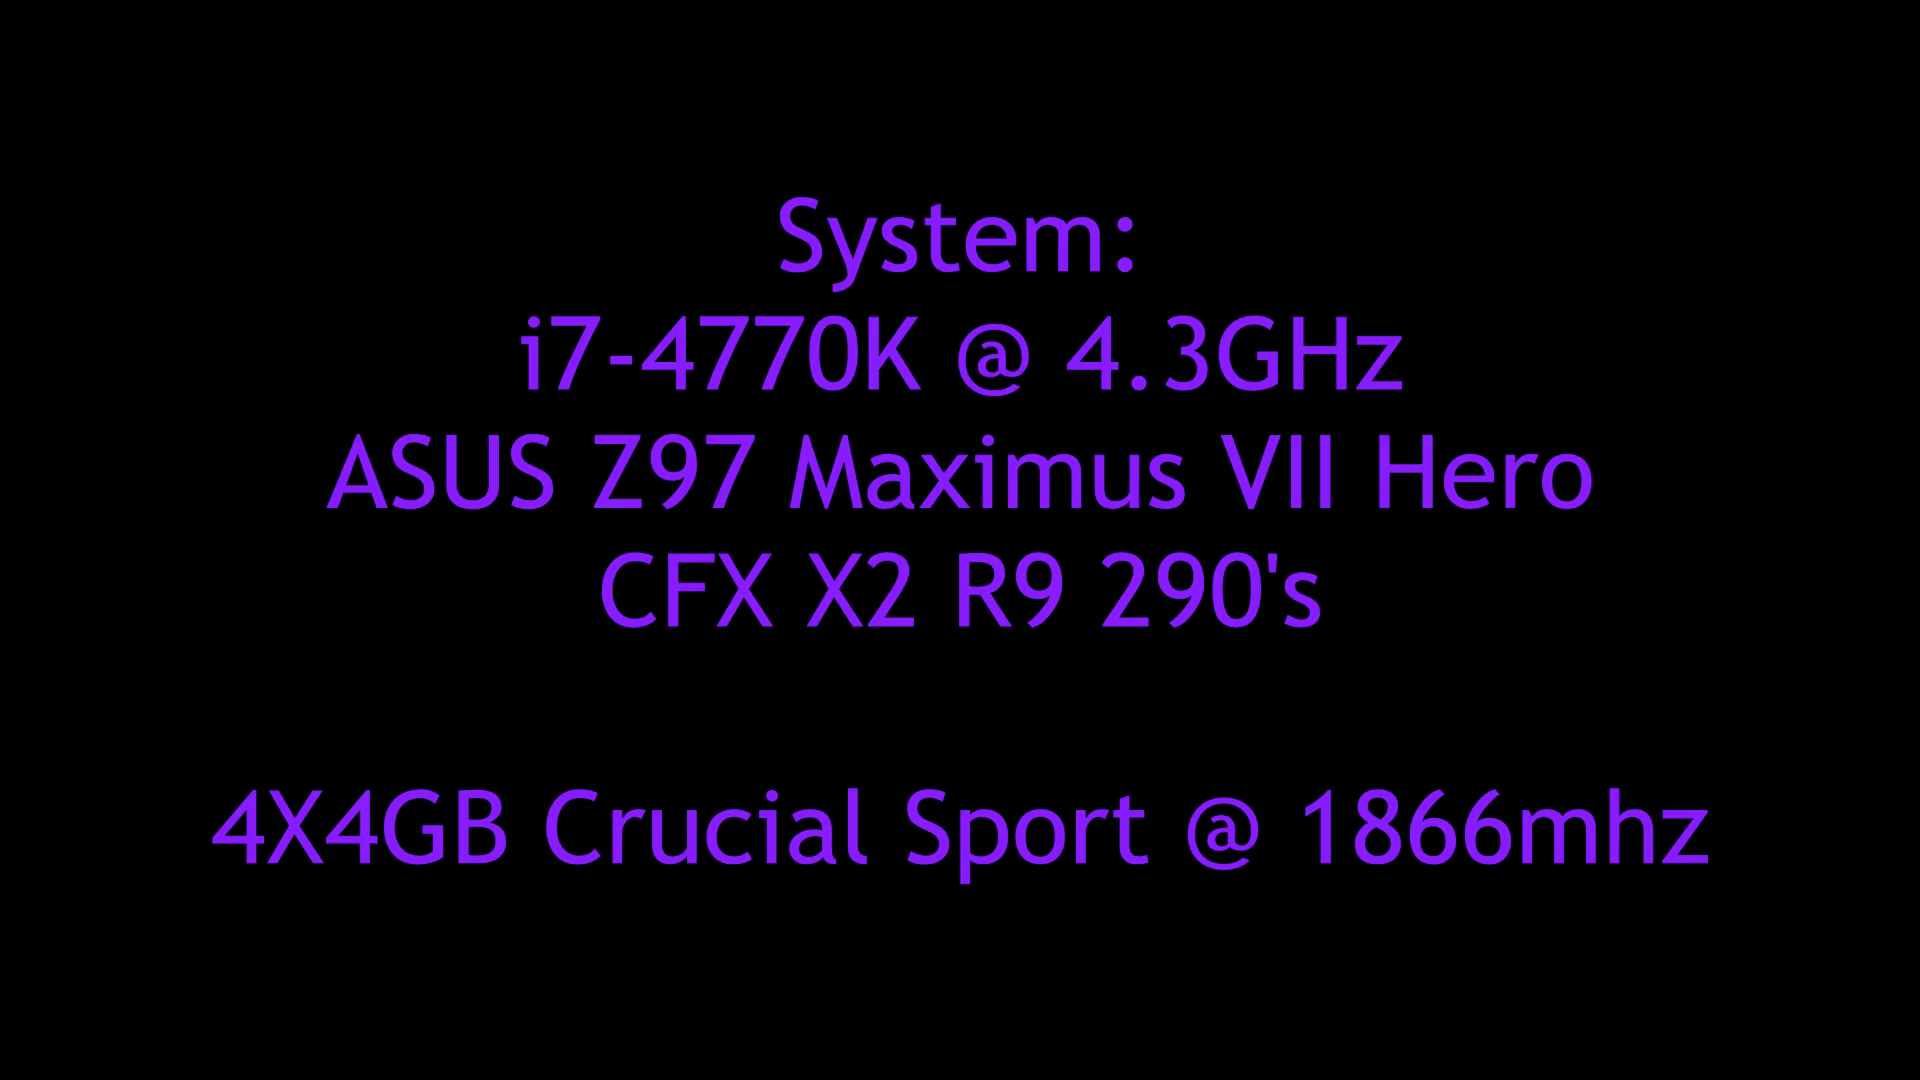 System:
i7-4770K @ 4.3GHz
ASUS Z97 Maximus VII Hero
CFX X2 R9 290's
4X4GB Crucial Sport @ 1866mhz